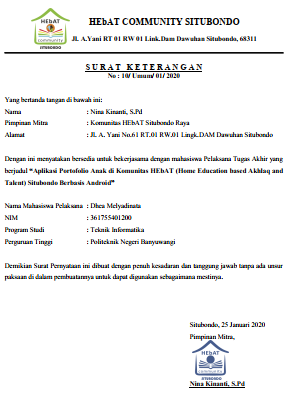 HEbAT
COMMUNITY
SITUBONDO
HEbAT COMMUNITY SITUBONDO
Jl. A.Yani RT 01 RW 01 Link.Dam Dawuhan Situbondo, 68311
SURAT KETERANGAN
No : 10/ Umum/ 01/ 2020
Yang bertanda tangan di bawah ini:
Nama : Nina Kinanti, S.Pd
Pimpinan Mitra : Komunitas HEbAT Situbondo Raya
Alamat : Jl. A. Yani No.61 RT.01 RW.01 Lingk.DAM Dawuhan Situbondo
Dengan ini menyatakan bersedia untuk bekerjasama dengan mahasiswa Pelaksana Tugas Akhir yang
berjudul "Aplikasi Portofolio Anak di Komunitas HEbAT (Home Education based Akhlaq and
Talent) Situbondo Berbasis Android"
Nama Mahasiswa Pelaksana : Dhea Melyadinata
NIM : 361755401200
Program Studi : Teknik Informatika
Perguruan Tinggi : Politeknik Negeri Banyuwangi
Demikian Surat Pernyataan ini dibuat dengan penuh kesadaran dan tanggung jawab tanpa ada unsur
paksaan di dalam pembuatannya untuk dapat digunakan sebagaimana mestinya.
Situbondo, 25 Januari 2020
Pimpinan Mitra,
HEbAT
COMMUNITY
SITUBONDO
Nina Kinanti, S.Pd